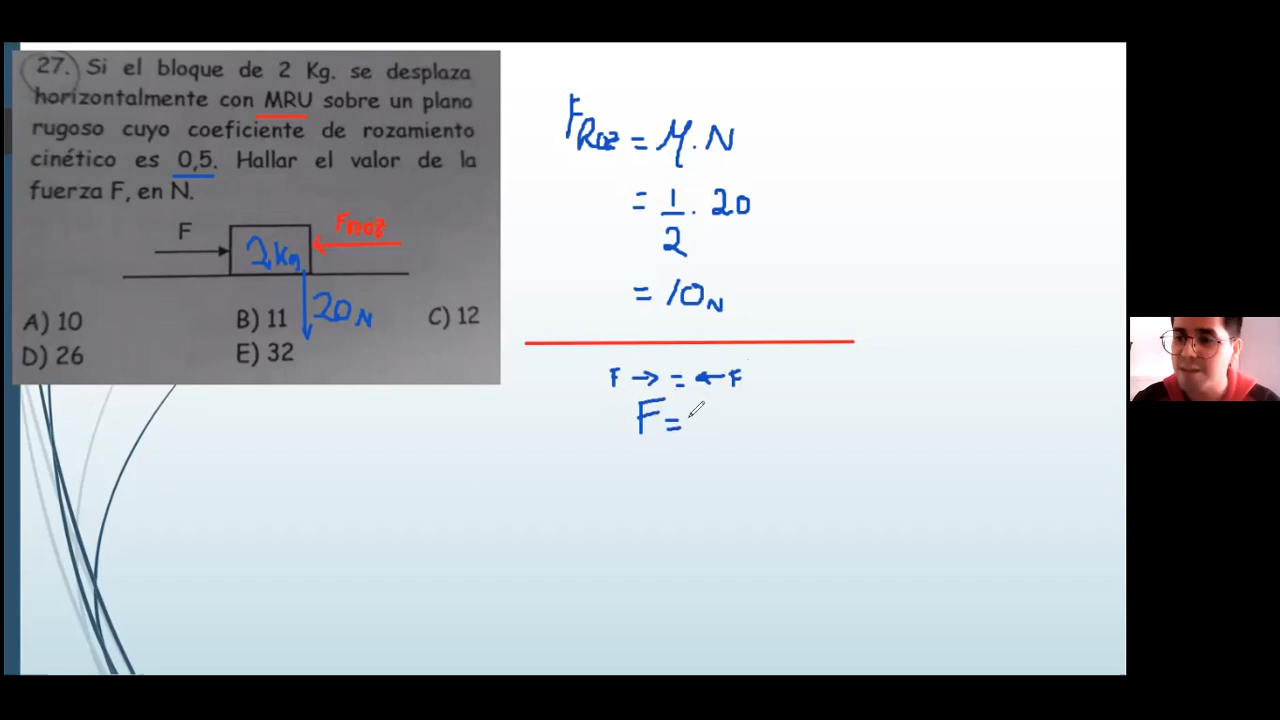 27. Si el bloque de 2 Kg. se desplaza
horizontalmente con MRU sobre un plano
rugoso cuyo coeficiente de rozamiento
cinético es 0,5. Hallar el valor de la
fuerza F, en N.
F
FROZ
2kg
20 N
A) 10
B) 11
C) 12
D) 26
E) 32
FRoz = M . N
= 1/2 . 20
= 10 N
F → = ← F
F =